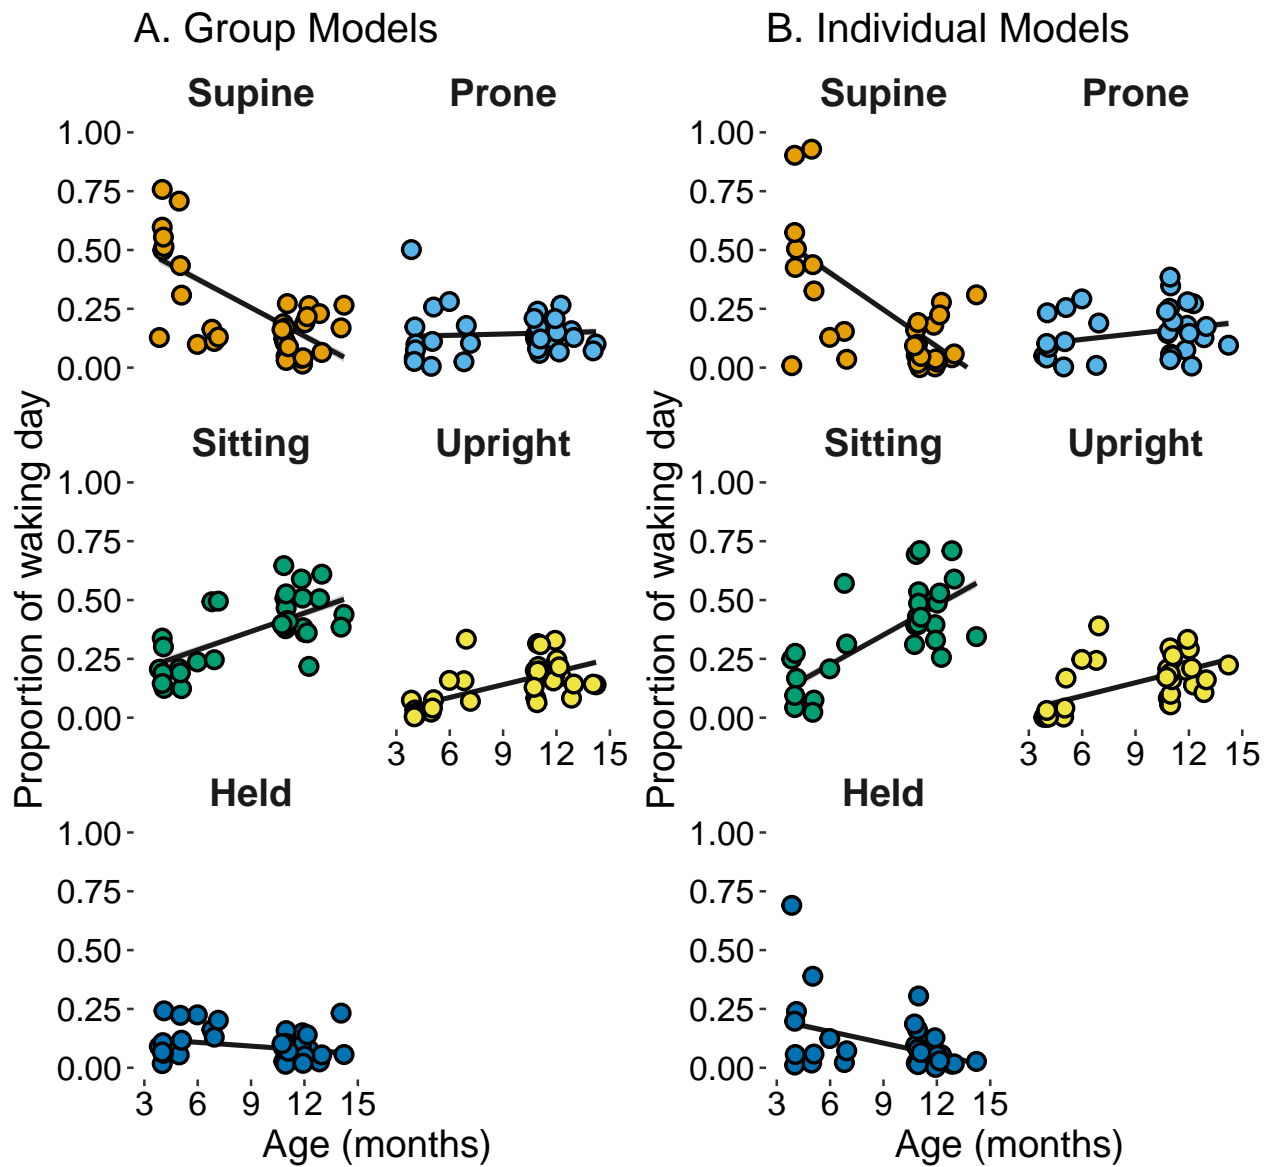 A. Group Models
Supine
Prone
1.00
0.75
0.50
0.25
0.00
Sitting
Upright
1.00
0.75
0.50
0.25
0.00
3 6 9 12 15
Held
1.00
0.75
0.50
0.25
0.00
3 6 9 12 15
Age (months)
Proportion of waking day
B. Individual Models
Supine
Prone
1.00
0.75
0.50
0.25
0.00
Sitting
Upright
1.00
0.75
0.50
0.25
0.00
3 6 9 12 15
Held
1.00
0.75
0.50
0.25
0.00
3 6 9 12 15
Age (months)
Proportion of waking day